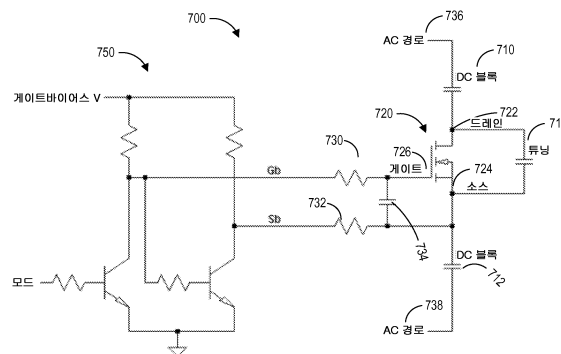 700
736
AC 경로
710
750
DC 블록
게이트바이어스 V
720
722
드레인
71
튜닝
730
726
게이트
724
Gb
소스
732
Sb
734
DC 블록
712
모드
738
AC 경로